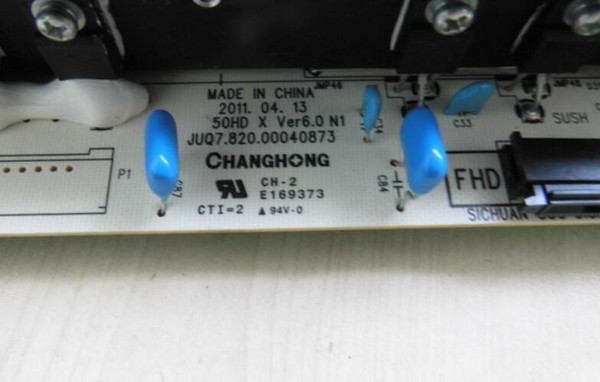 MADE IN CHINA
2011. 04. 13
50HD X Ver6.0 N1
JUQ7.820.00040873
CHANGHONG
CH-2
E169373
CTI=2 ▲94V-0
P1
C84
C33
FHD
SUSH
JMP48
SICHUAN